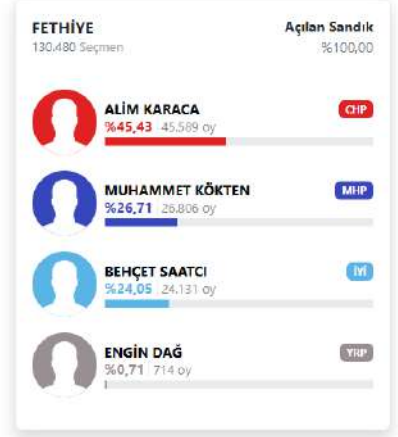 FETHİYE
Açılan Sandık
130.480 Seçmen
%100,00
ALİM KARACA
CHP
%45,43 45.589 oy
MUHAMMET KÖKTEN
MHP
%26,71 26.806 oy
BEHÇET SAATCI
İYİ
%24,05 24.131 oy
ENGİN DAĞ
YRP
%0,71 714 oy